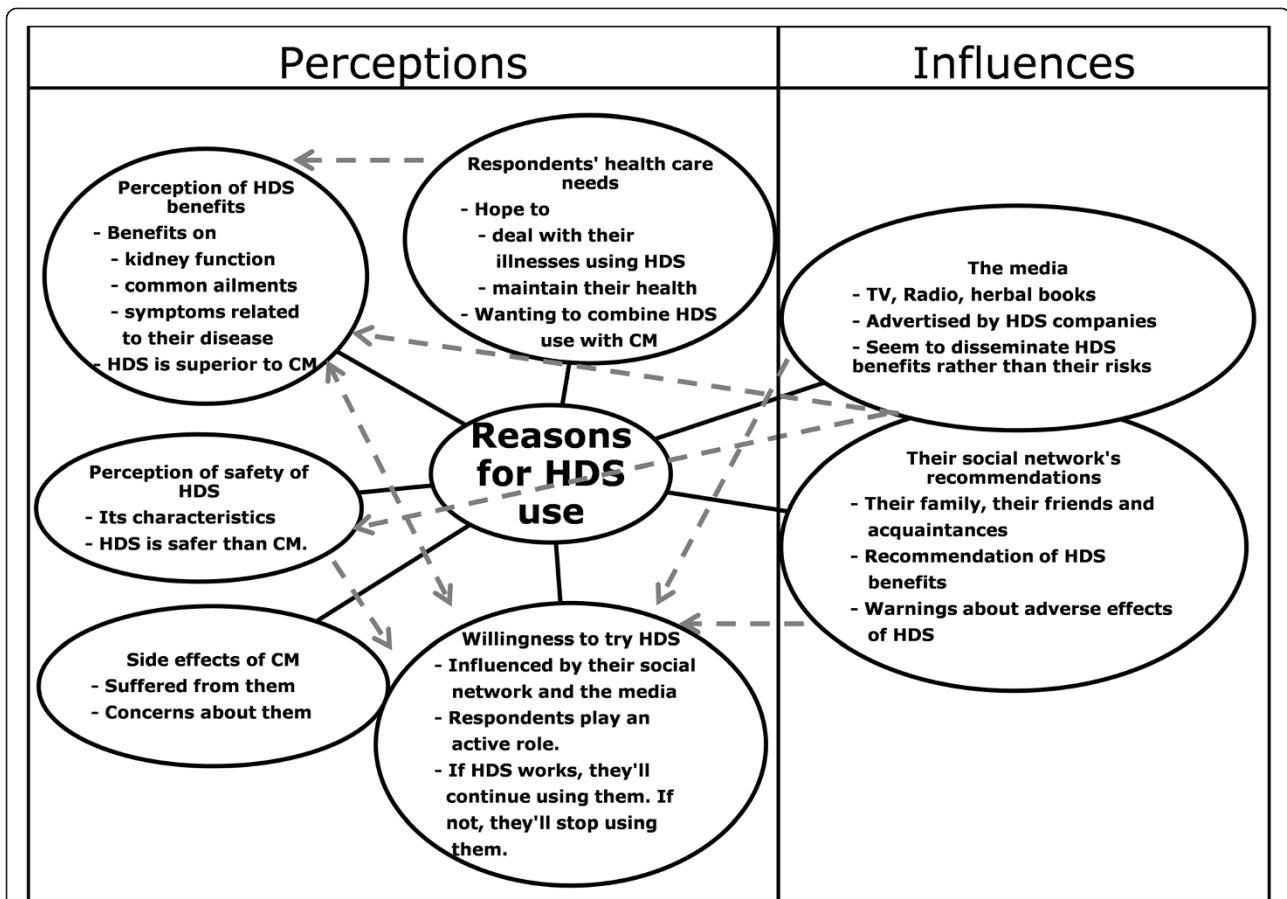 Perceptions
Influences
Perception of HDS
benefits
- Benefits on
- kidney function
- common ailments
- symptoms related
to their disease
- HDS is superior to CM
Respondents' health care
needs
- Hope to
- deal with their
illnesses using HDS
- maintain their health
- Wanting to combine HDS
use with CM
The media
- TV, Radio, herbal books
- Advertised by HDS companies
- Seem to disseminate HDS
benefits rather than their risks
Reasons
for HDS
use
Perception of safety of
HDS
- Its characteristics
- HDS is safer than CM.
Their social network's
recommendations
- Their family, their friends and
acquaintances
- Recommendation of HDS
benefits
- Warnings about adverse effects
of HDS
Side effects of CM
- Suffered from them
- Concerns about them
Willingness to try HDS
- Influenced by their social
network and the media
- Respondents play an
active role.
- If HDS works, they'll
continue using them. If
not, they'll stop using
them.